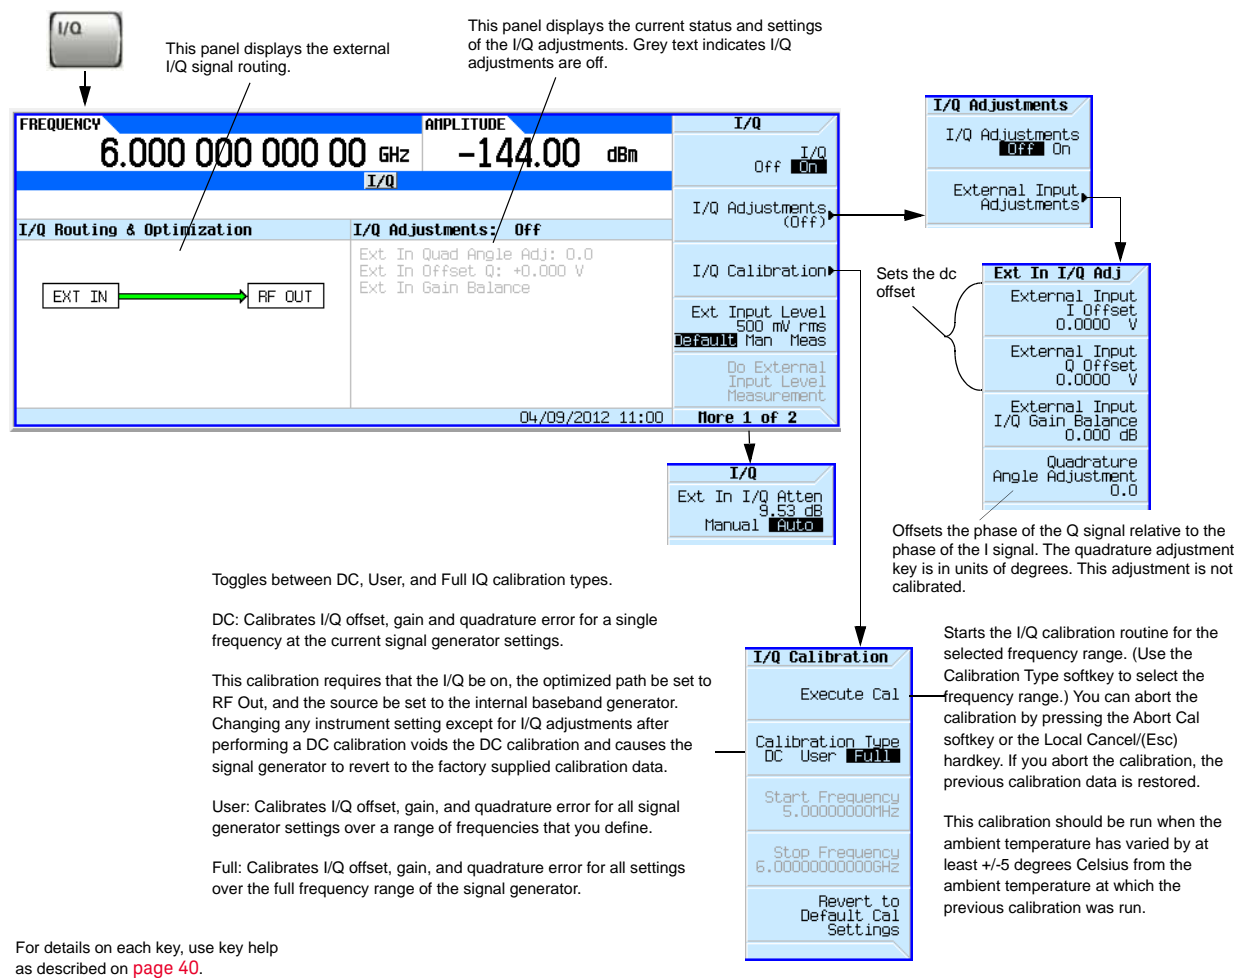 I/Q
This panel displays the external
I/Q signal routing.
This panel displays the current status and settings
of the I/Q adjustments. Grey text indicates I/Q
adjustments are off.
FREQUENCY
6.000 000 000 00 GHz
AMPLITUDE
-144.00 dBm
I/Q
I/Q Routing & Optimization
EXT IN
RF OUT
I/Q Adjustments: Off
Ext In Quad Angle Adj: 0.0
Ext In Offset Q: +0.000 V
Ext In Gain Balance
04/09/2012 11:00
I/Q
I/Q
Off On
I/Q Adjustments
(Off)
I/Q Calibration
Ext Input Level
500 mV rms
Default Man Meas
Do External
Input Level
Measurement
More 1 of 2
I/Q Adjustments
I/Q Adjustments
Off On
External Input
Adjustments
Sets the dc
offset
Ext In I/Q Adj
External Input
I Offset
0.0000 V
External Input
Q Offset
0.0000 V
External Input
I/Q Gain Balance
0.000 dB
Quadrature
Angle Adjustment
0.0
I/Q
Ext In I/Q Atten
9.53 dB
Manual Auto
Offsets the phase of the Q signal relative to the
phase of the I signal. The quadrature adjustment
key is in units of degrees. This adjustment is not
calibrated.
Toggles between DC, User, and Full IQ calibration types.
DC: Calibrates I/Q offset, gain and quadrature error for a single
frequency at the current signal generator settings.
This calibration requires that the I/Q be on, the optimized path be set to
RF Out, and the source be set to the internal baseband generator.
Changing any instrument setting except for I/Q adjustments after
performing a DC calibration voids the DC calibration and causes the
signal generator to revert to the factory supplied calibration data.
User: Calibrates I/Q offset, gain, and quadrature error for all signal
generator settings over a range of frequencies that you define.
Full: Calibrates I/Q offset, gain, and quadrature error for all settings
over the full frequency range of the signal generator.
I/Q Calibration
Execute Cal
Calibration Type
DC User Full
Start Frequency
5.00000000MHz
Stop Frequency
6.00000000000GHz
Revert to
Default Cal
Settings
Starts the I/Q calibration routine for the
selected frequency range. (Use the
Calibration Type softkey to select the
frequency range.) You can abort the
calibration by pressing the Abort Cal
softkey or the Local Cancel/(Esc)
hardkey. If you abort the calibration, the
previous calibration data is restored.
This calibration should be run when the
ambient temperature has varied by at
least +/-5 degrees Celsius from the
ambient temperature at which the
previous calibration was run.
For details on each key, use key help
as described on page 40.